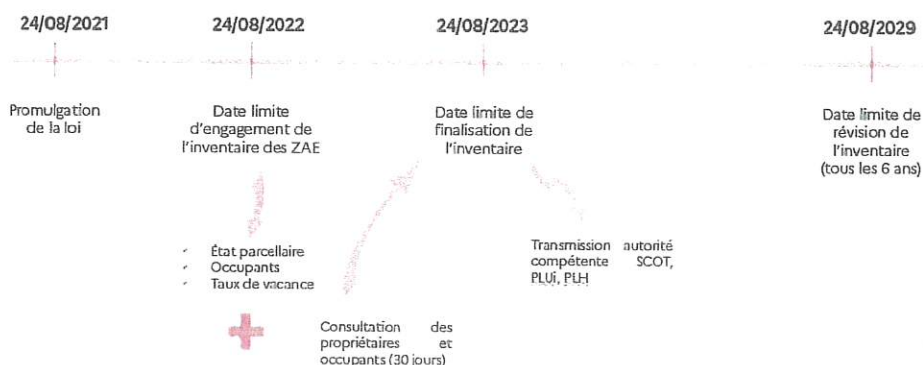 24/08/2021
24/08/2022
24/08/2023
24/08/2029
Promulgation
de la loi
Date limite
d'engagement de
l'inventaire des ZAE
Date limite de
finalisation de
l'inventaire
Date limite de
révision de
l'inventaire
(tous les 6 ans)
État parcellaire
Occupants
Taux de vacance
Transmission autorité
compétente SCOT,
PLUi, PLH
Consultation des
propriétaires et
occupants (30 jours)